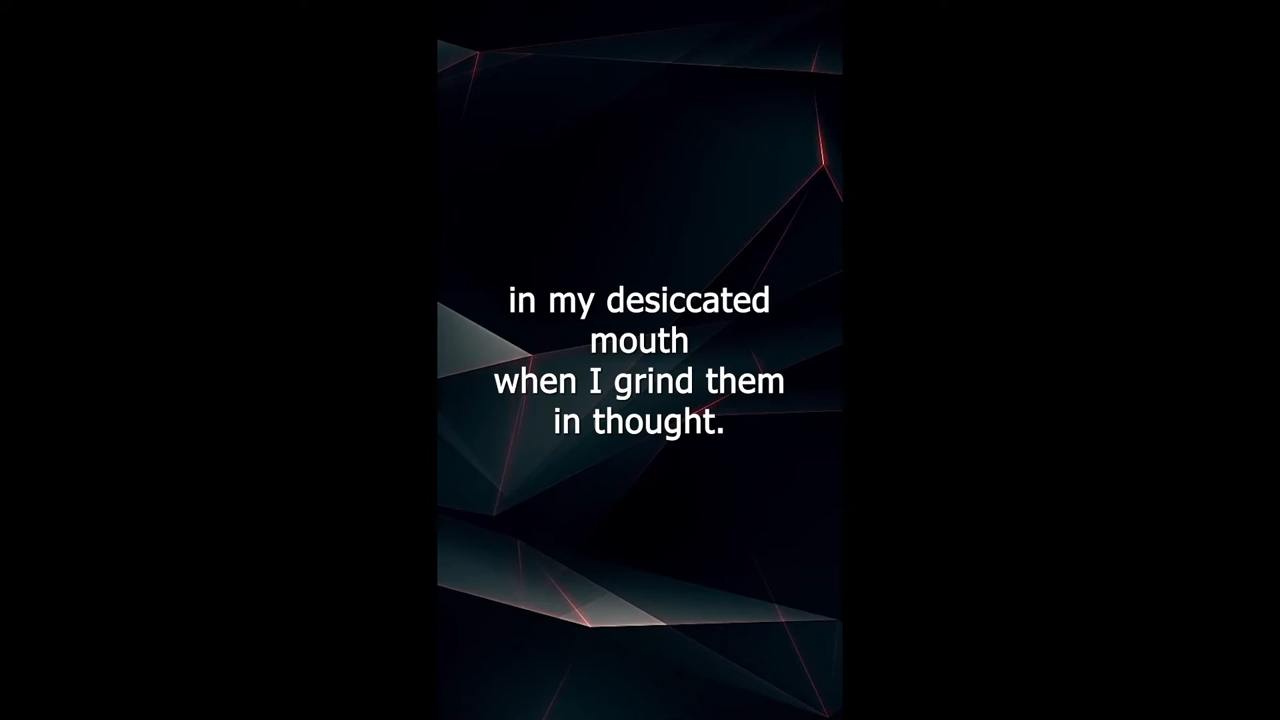 in my desiccated
mouth
when I grind them
in thought.